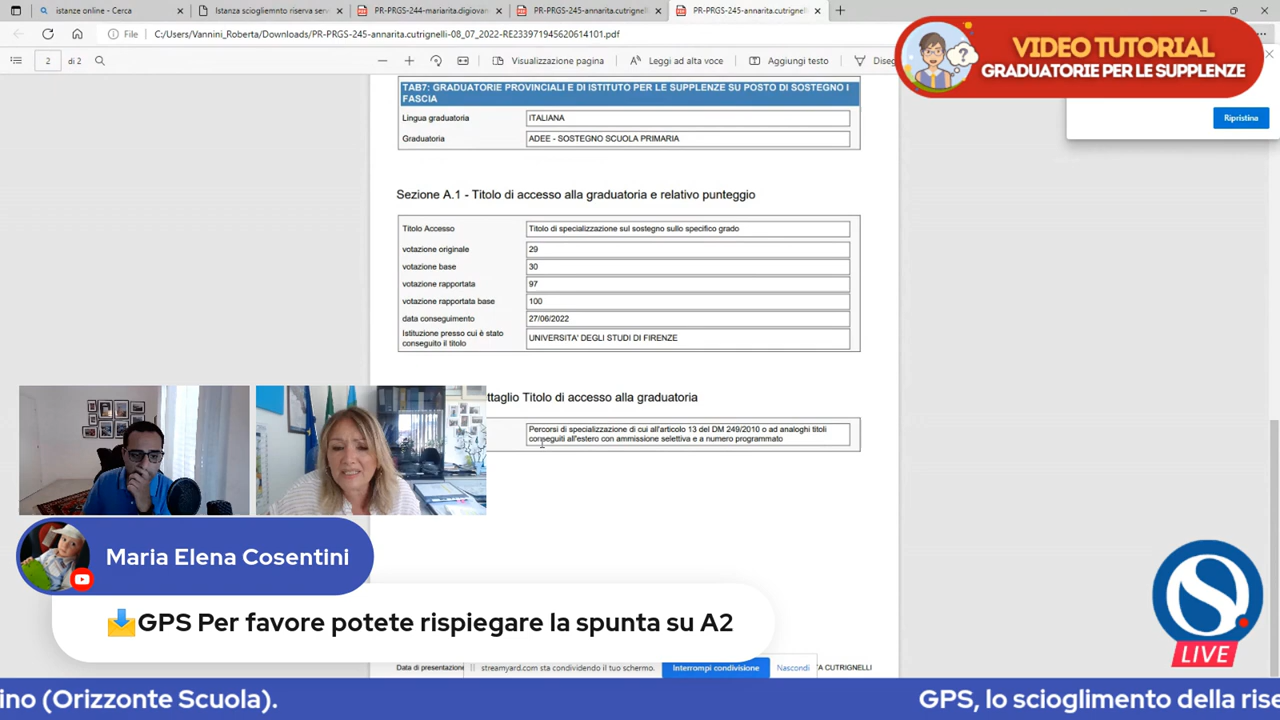 istanze online - Cerca
Istanza scioglimento riserva serv
PR-PRGS-244-mariarita.digiovan
PR-PRGS-245-annarita.cutrignelli
PR-PRGS-245-annarita.cutrignell
File
C:/Users/Vannini_Roberta/Downloads/PR-PRGS-245-annarita.cutrignelli-08_07_2022-RE233971945620614101.pdf
2 di 2
Visualizzazione pagina
Leggi ad alta voce
Aggiungi testo
Diseg
VIDEO TUTORIAL
GRADUATORIE PER LE SUPPLENZE
Ripristina
TAB7: GRADUATORIE PROVINCIALI E DI ISTITUTO PER LE SUPPLENZE SU POSTO DI SOSTEGNO I
FASCIA
Lingua graduatoria ITALIANA
Graduatoria ADEE - SOSTEGNO SCUOLA PRIMARIA
Sezione A.1 - Titolo di accesso alla graduatoria e relativo punteggio
Titolo Accesso Titolo di specializzazione sul sostegno sullo specifico grado
votazione originale 29
votazione base 30
votazione rapportata 97
votazione rapportata base 100
data conseguimento 27/06/2022
Istituzione presso cui è stato
conseguito il titolo UNIVERSITA' DEGLI STUDI DI FIRENZE
ttaglio Titolo di accesso alla graduatoria
Percorsi di specializzazione di cui all'articolo 13 del DM 249/2010 o ad analoghi titoli
conseguiti all'estero con ammissione selettiva e a numero programmato
Maria Elena Cosentini
GPS Per favore potete rispiegare la spunta su A2
Data di presentazione
streamyard.com sta condividendo il tuo schermo.
Interrompi condivisione
Nascondi
TA CUTRIGNELLI
S
LIVE
ino (Orizzonte Scuola).
GPS, lo scioglimento della rise